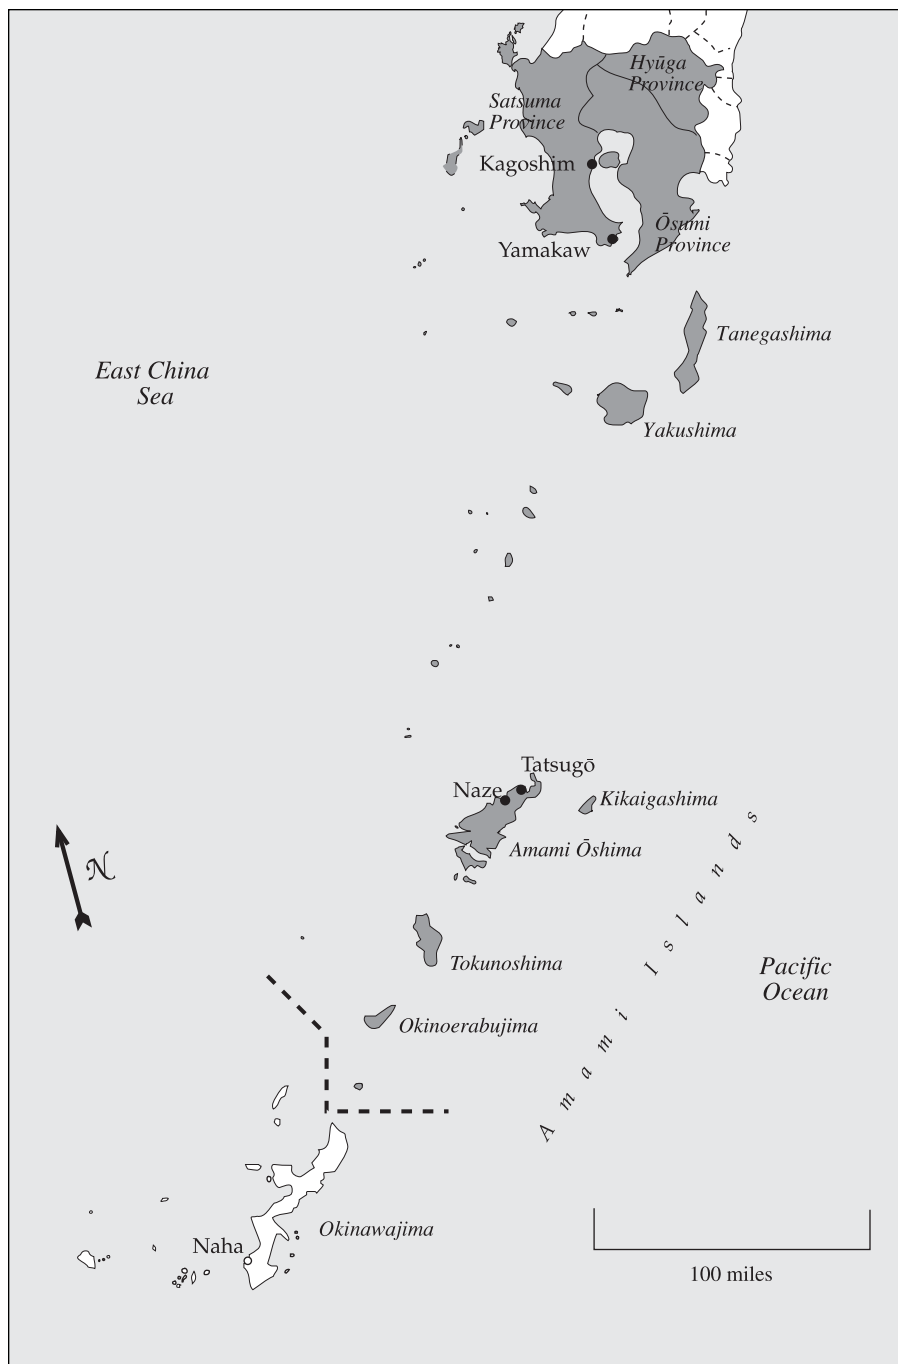 Hyūga
Province
Satsuma
Province
Kagoshim
Ōsumi
Province
Yamakaw
Tanegashima
East China
Sea
Yakushima
Tatsugō
Naze
Kikaigashima
Amami Ōshima
N
Amami Islands
Tokunoshima
Pacific
Ocean
Okinoerabujima
Okinawajima
Naha
100 miles